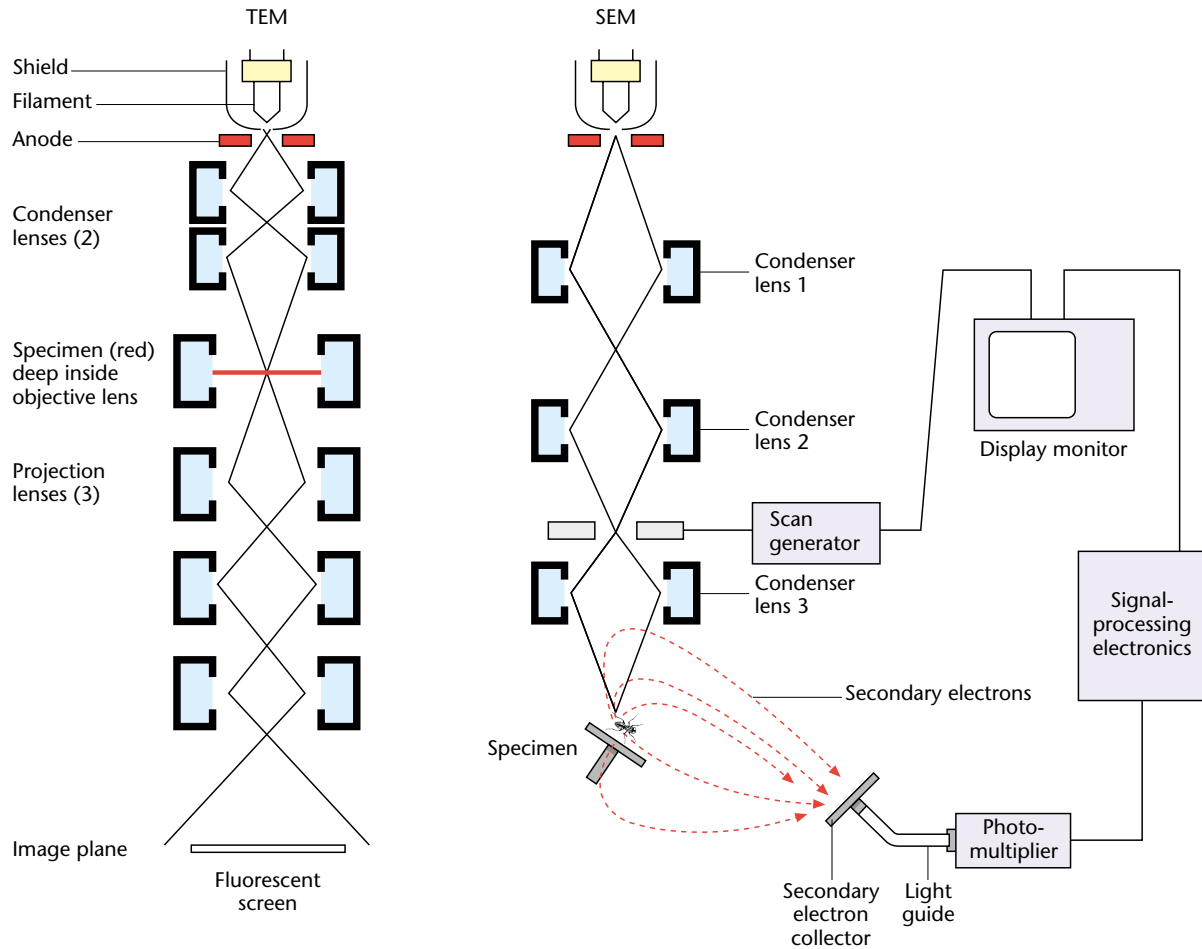 TEM
SEM
Shield
Filament
Anode
Condenser
lenses (2)
Specimen (red)
deep inside
objective lens
Projection
lenses (3)
Image plane
Fluorescent
screen
Condenser
lens 1
Condenser
lens 2
Scan
generator
Condenser
lens 3
Display monitor
Signal-
processing
electronics
Secondary electrons
Specimen
Photo-
multiplier
Secondary
electron
collector
Light
guide